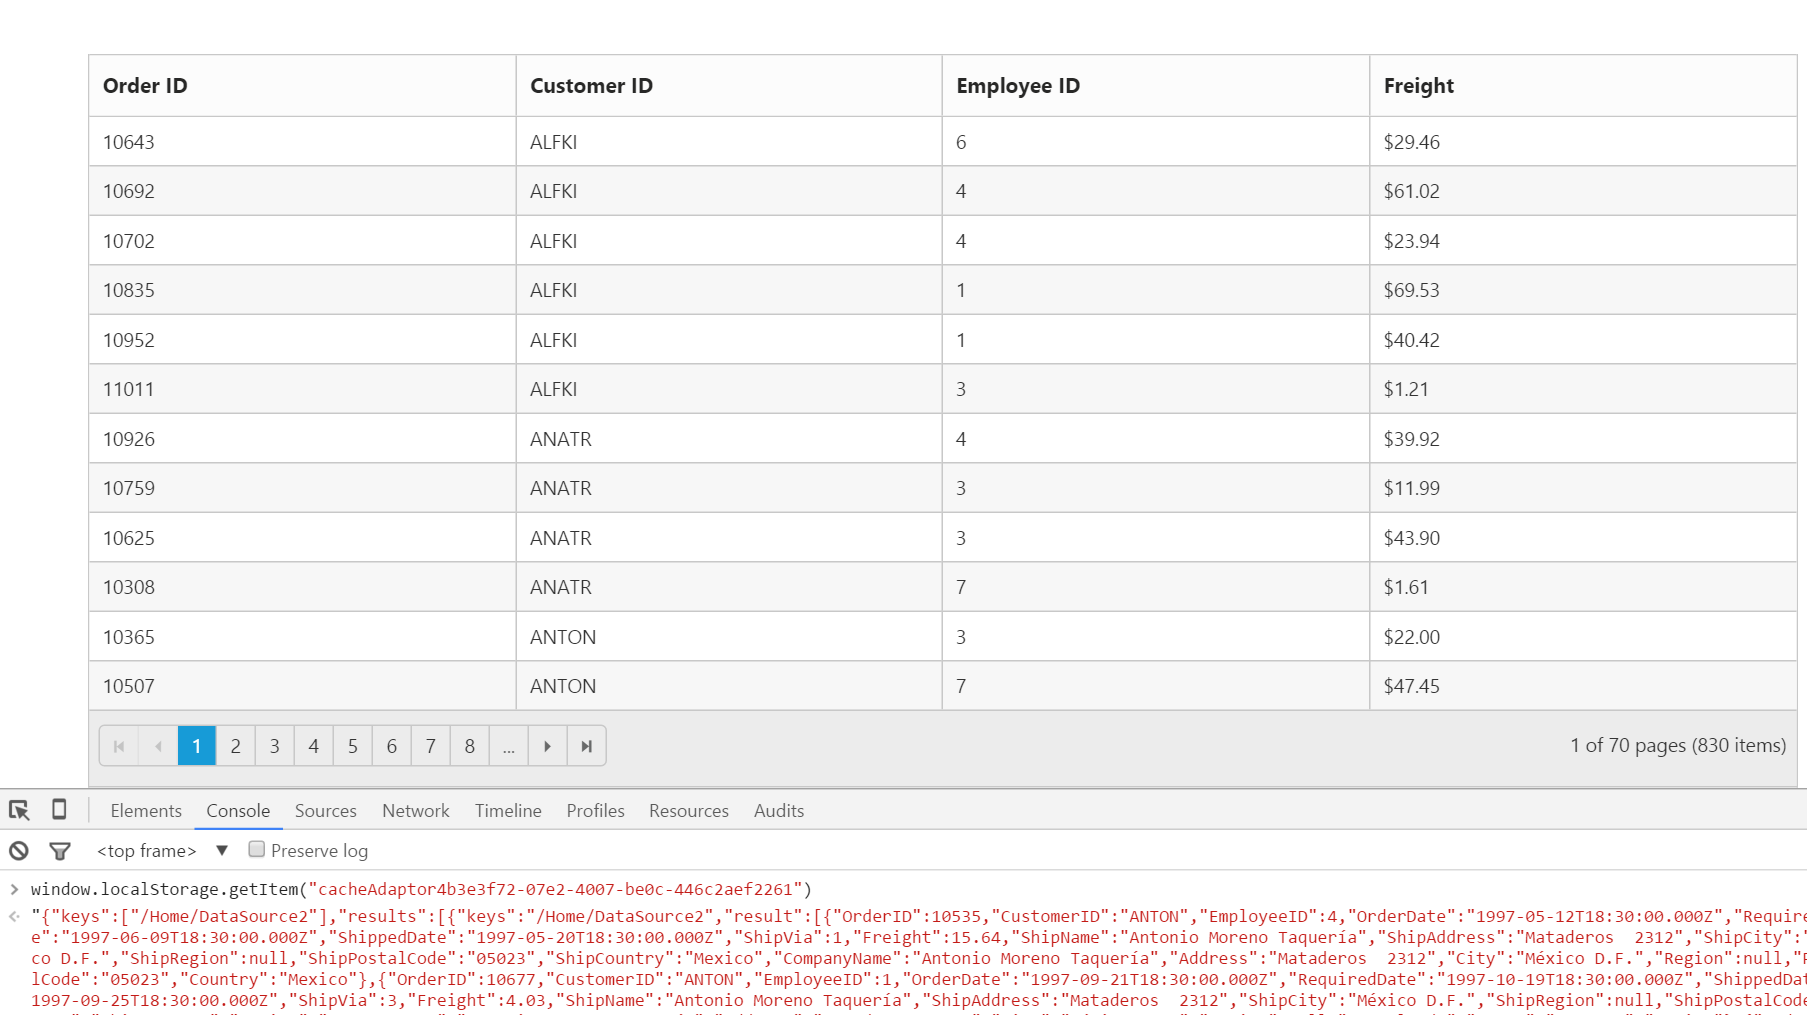 Order ID Customer ID Employee ID Freight
10643 ALFKI 6 $29.46
10692 ALFKI 4 $61.02
10702 ALFKI 4 $23.94
10835 ALFKI 1 $69.53
10952 ALFKI 1 $40.42
11011 ALFKI 3 $1.21
10926 ANATR 4 $39.92
10759 ANATR 3 $11.99
10625 ANATR 3 $43.90
10308 ANATR 7 $1.61
10365 ANTON 3 $22.00
10507 ANTON 7 $47.45
1 2 3 4 5 6 7 8 ... 1 of 70 pages (830 items)
Elements Console Sources Network Timeline Profiles Resources Audits
<top frame> ▼ Preserve log
> window.localStorage.getItem("cacheAdaptor4b3e3f72-07e2-4007-be0c-446c2aef2261")
"{"keys":["/Home/DataSource2"],"results":[{"keys":"/Home/DataSource2","result":[{"OrderID":10535,"CustomerID":"ANTON","EmployeeID":4,"OrderDate":"1997-05-12T18:30:00.000Z","Require
e":"1997-06-09T18:30:00.000Z","ShippedDate":"1997-05-20T18:30:00.000Z","ShipVia":1,"Freight":15.64,"ShipName":"Antonio Moreno Taquería","ShipAddress":"Mataderos  2312","ShipCity":"
co D.F.","ShipRegion":null,"ShipPostalCode":"05023","ShipCountry":"Mexico","CompanyName":"Antonio Moreno Taquería","Address":"Mataderos  2312","City":"México D.F.","Region":null,"
lCode":"05023","Country":"Mexico"},{"OrderID":10677,"CustomerID":"ANTON","EmployeeID":1,"OrderDate":"1997-09-21T18:30:00.000Z","RequiredDate":"1997-10-19T18:30:00.000Z","ShippedDat
1997-09-25T18:30:00.000Z","ShipVia":3,"Freight":4.03,"ShipName":"Antonio Moreno Taquería","ShipAddress":"Mataderos  2312","ShipCity":"México D.F.","ShipRegion":null,"ShipPostalCode